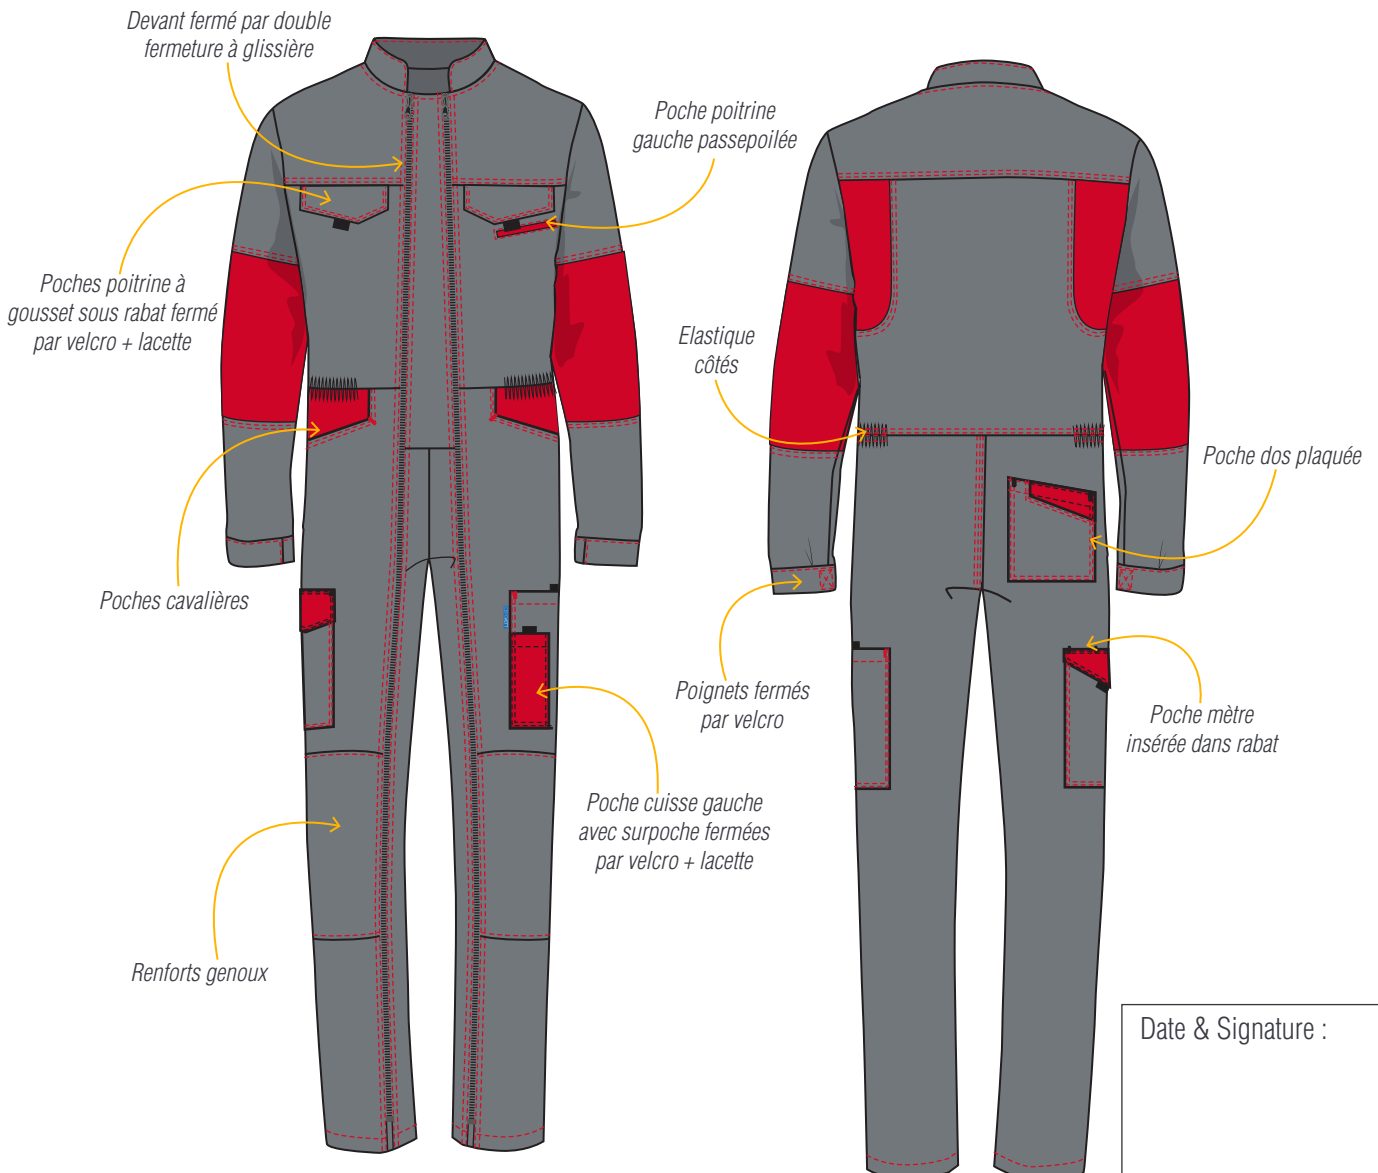 Devant fermé par double
fermeture à glissière
Poche poitrine
gauche passepoilée
Poches poitrine à
gousset sous rabat fermé
par velcro + lacette
Elastique
côtés
Poche dos plaquée
Poches cavalières
Poignets fermés
par velcro
Poche mètre
insérée dans rabat
Poche cuisse gauche
avec surpoche fermées
par velcro + lacette
Renforts genoux
Date & Signature :